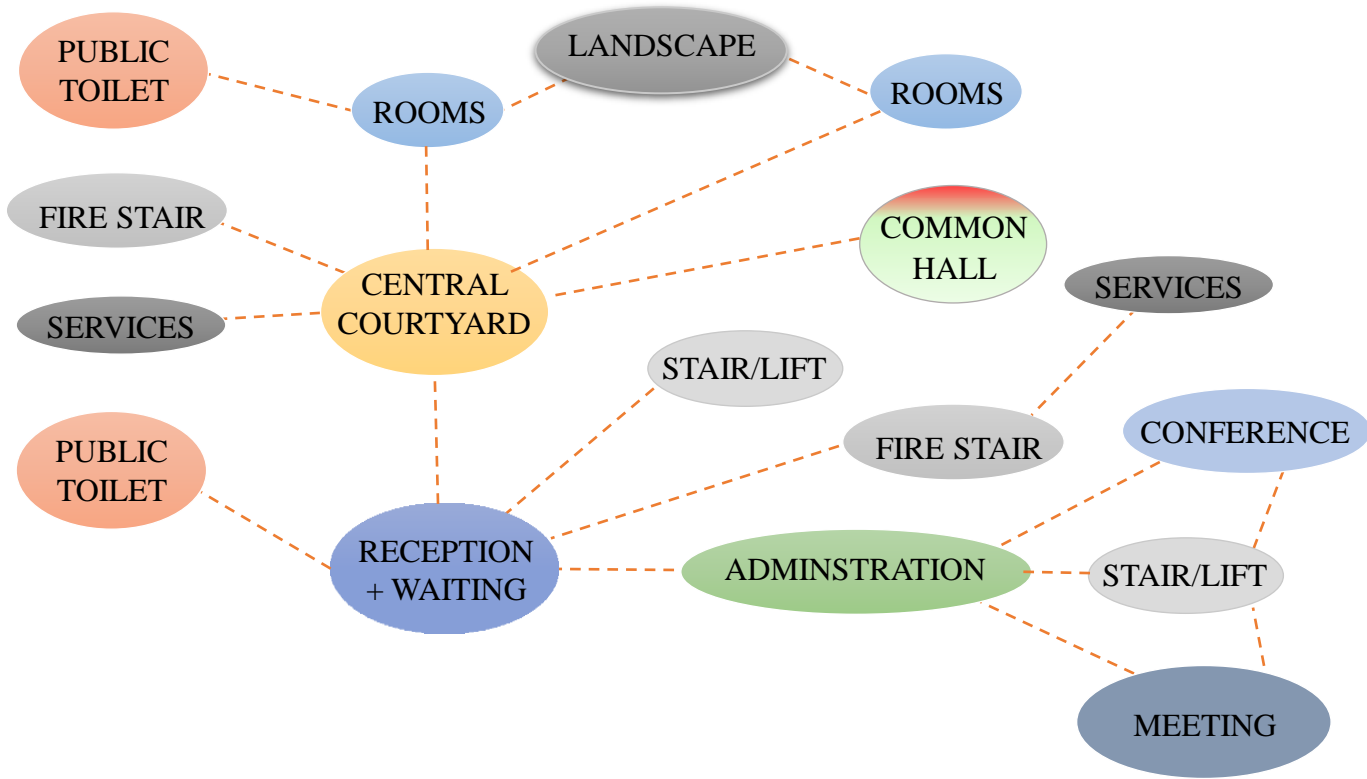 PUBLIC
TOILET
ROOMS
LANDSCAPE
ROOMS
FIRE STAIR
COMMON
HALL
CENTRAL
COURTYARD
SERVICES
SERVICES
STAIR/LIFT
PUBLIC
TOILET
FIRE STAIR
CONFERENCE
RECEPTION
+ WAITING
ADMINSTRATION
STAIR/LIFT
MEETING